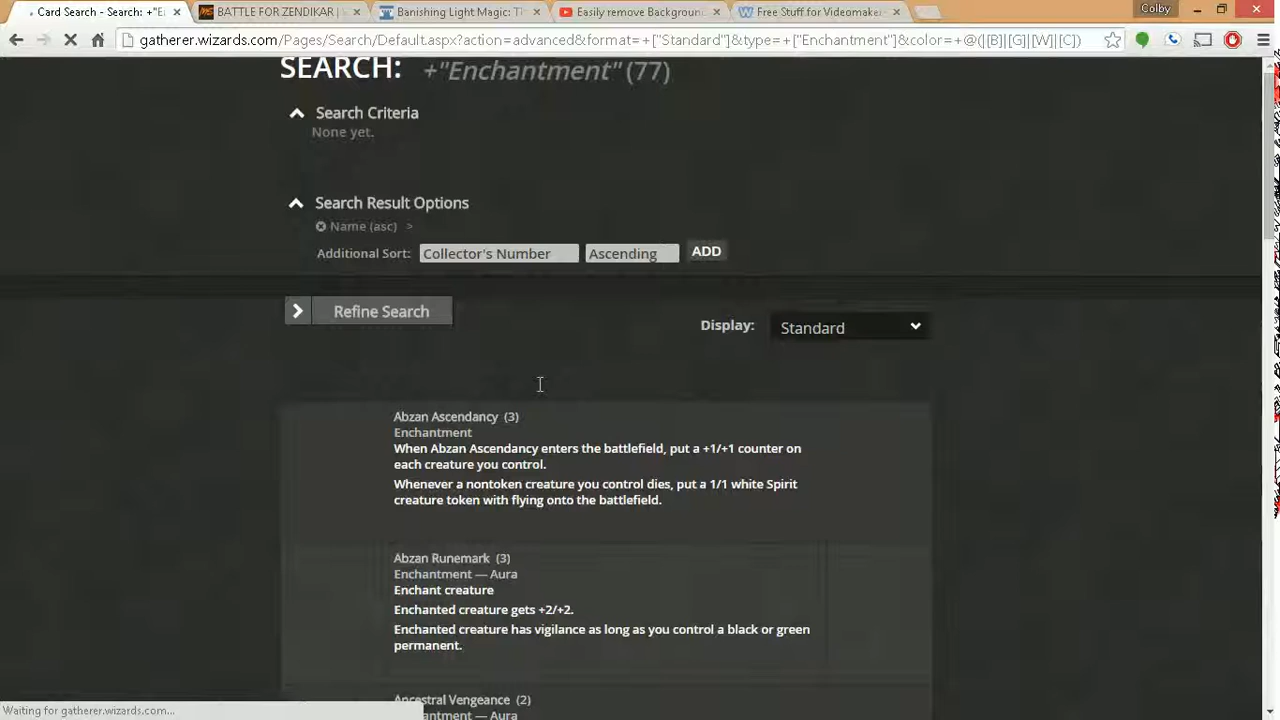 Card Search - Search: +"E
BATTLE FOR ZENDIKAR |
Banishing Light Magic: Th
Easily remove Backgroun
Free Stuff for Videomaker
Colby
gatherer.wizards.com/Pages/Search/Default.aspx?action=advanced&format=+["Standard"]&type=+["Enchantment"]&color=+@(|[B]|[G]|[W]|[C])
SEARCH: +"Enchantment" (77)
Search Criteria
None yet.
Search Result Options
Name (asc) >
Additional Sort: Collector's Number Ascending ADD
Refine Search
Display: Standard
Abzan Ascendancy (3)
Enchantment
When Abzan Ascendancy enters the battlefield, put a +1/+1 counter on
each creature you control.
Whenever a nontoken creature you control dies, put a 1/1 white Spirit
creature token with flying onto the battlefield.
Abzan Runemark (3)
Enchantment — Aura
Enchant creature
Enchanted creature gets +2/+2.
Enchanted creature has vigilance as long as you control a black or green
permanent.
Ancestral Vengeance (2)
antment — Aura
Waiting for gatherer.wizards.com...